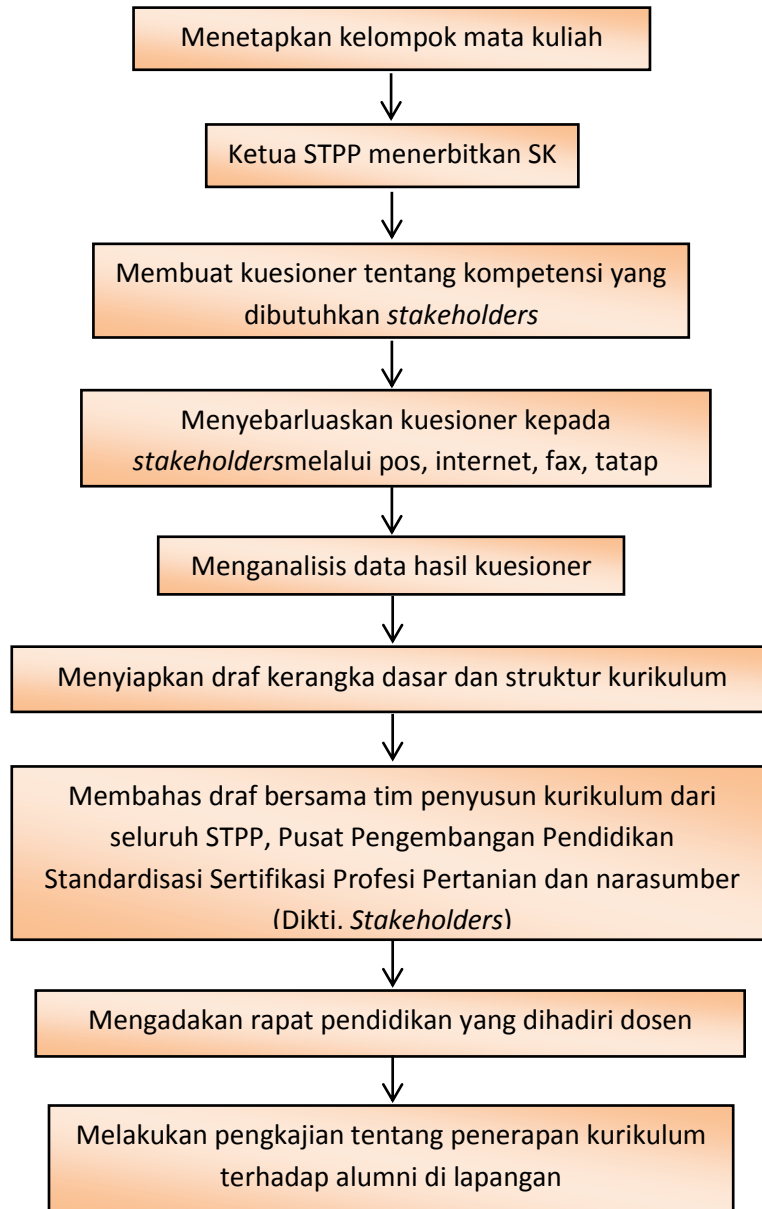 Menetapkan kelompok mata kuliah
Ketua STPP menerbitkan SK
Membuat kuesioner tentang kompetensi yang
dibutuhkan stakeholders
Menyebarluaskan kuesioner kepada
stakeholdersmelalui pos, internet, fax, tatap
Menganalisis data hasil kuesioner
Menyiapkan draf kerangka dasar dan struktur kurikulum
Membahas draf bersama tim penyusun kurikulum dari
seluruh STPP, Pusat Pengembangan Pendidikan
Standardisasi Sertifikasi Profesi Pertanian dan narasumber
(Dikti. Stakeholders)
Mengadakan rapat pendidikan yang dihadiri dosen
Melakukan pengkajian tentang penerapan kurikulum
terhadap alumni di lapangan